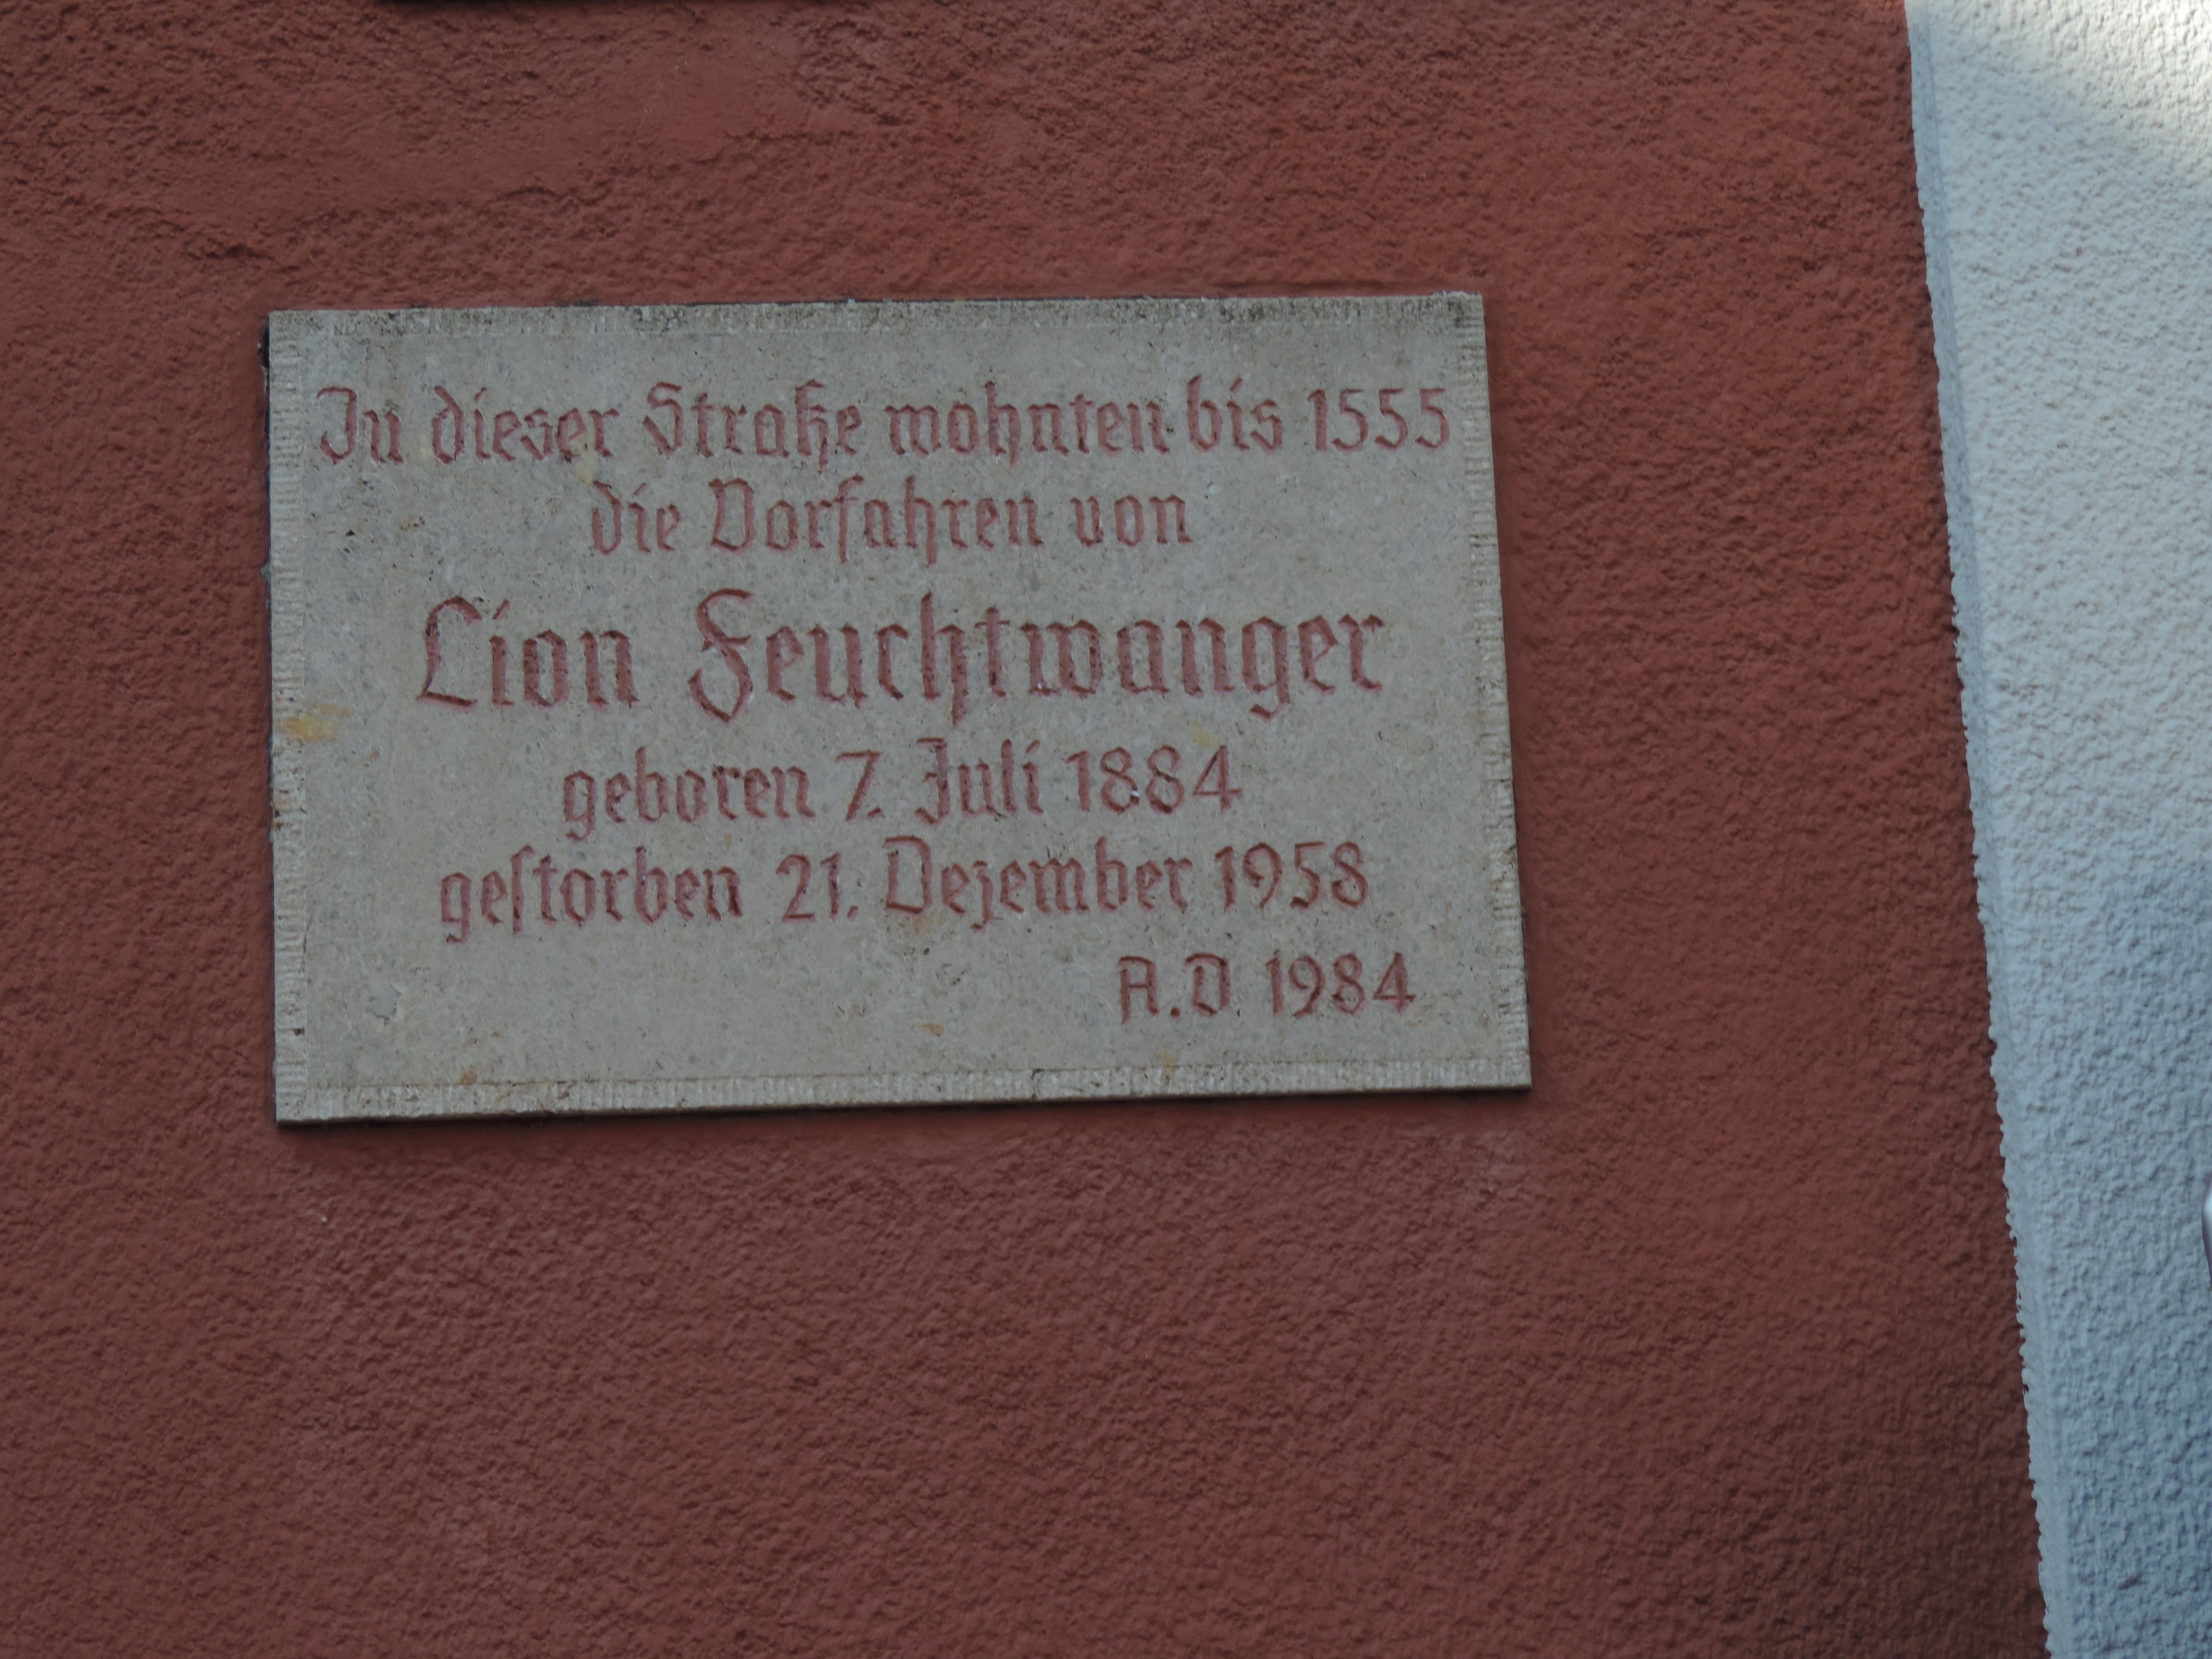 In dieser Straße wohnten bis 1555
die Vorfahren von
Lion Feuchtwanger
geboren 7. Juli 1884
gestorben 21. Dezember 1958
A.D 1984